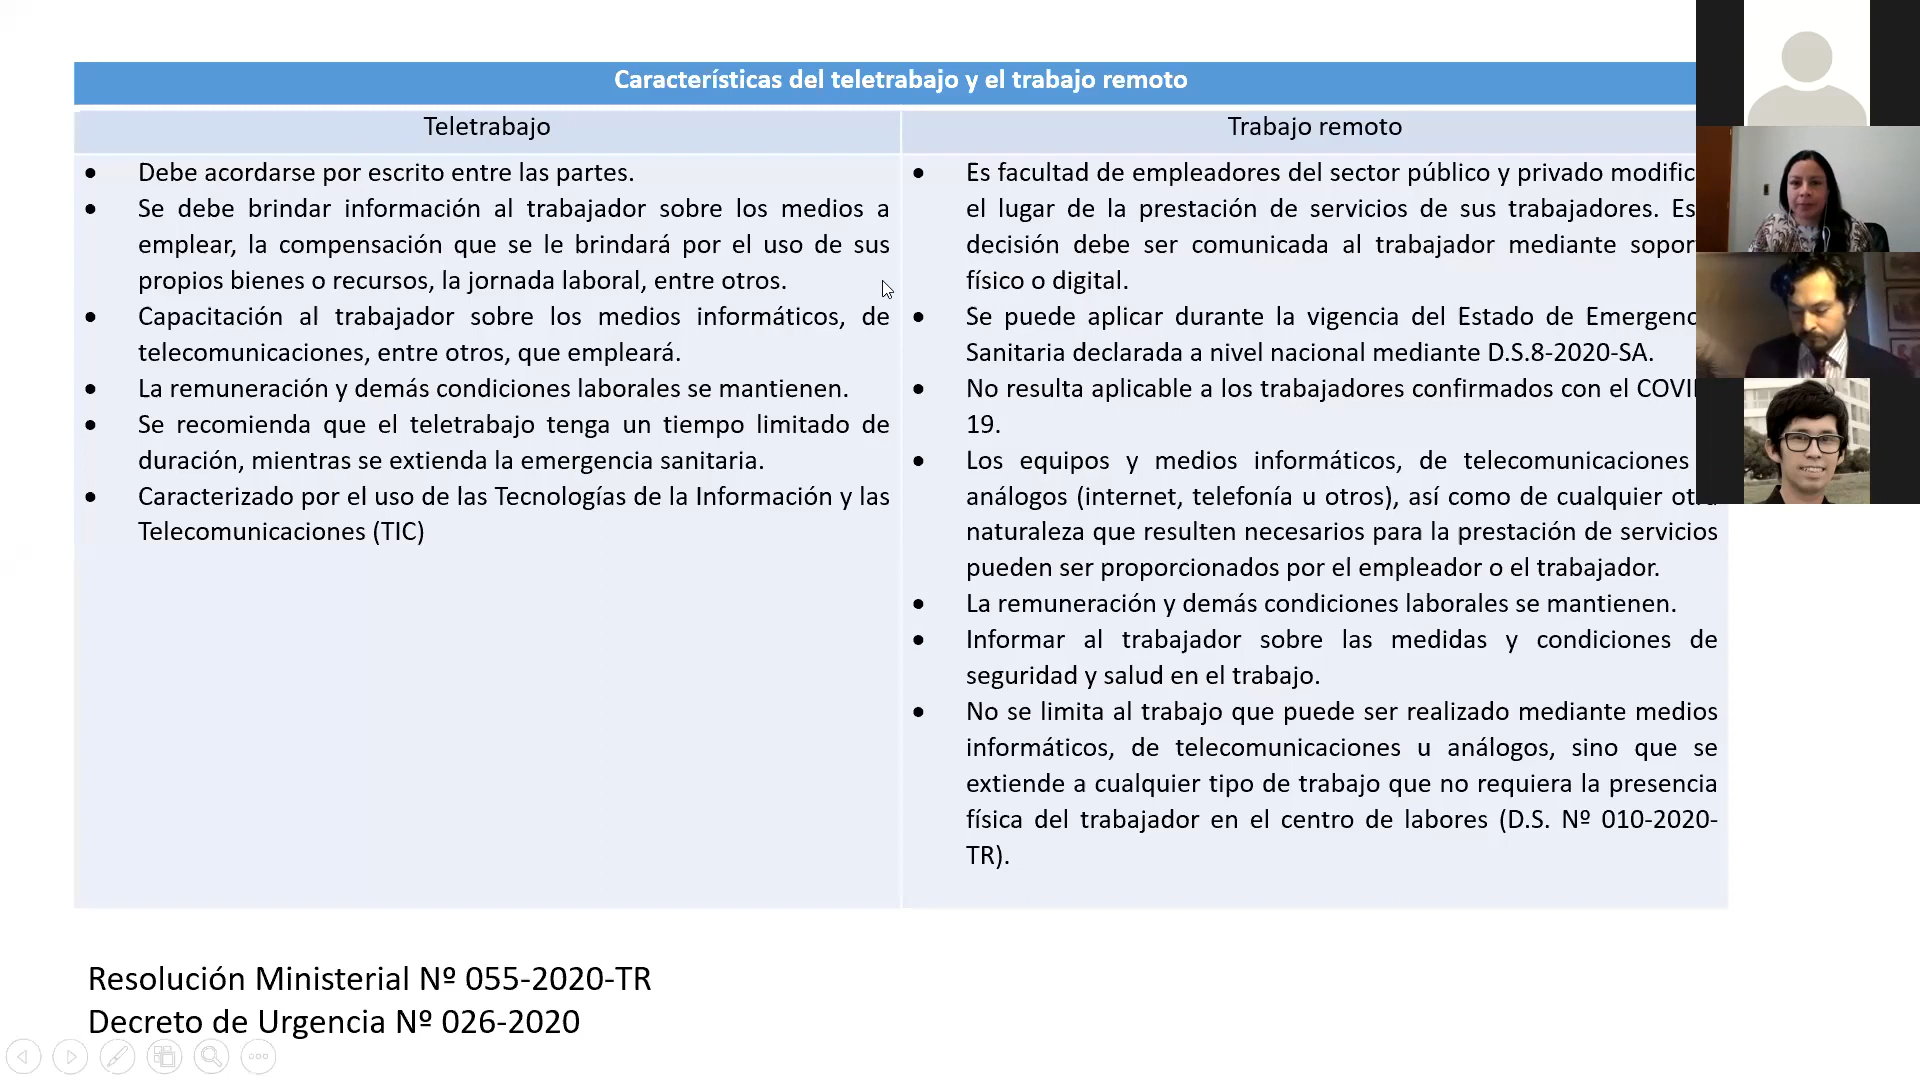 Características del teletrabajo y el trabajo remoto
Teletrabajo
• Debe acordarse por escrito entre las partes.
• Se debe brindar información al trabajador sobre los medios a
emplear, la compensación que se le brindará por el uso de sus
propios bienes o recursos, la jornada laboral, entre otros.
• Capacitación al trabajador sobre los medios informáticos, de
telecomunicaciones, entre otros, que empleará.
• La remuneración y demás condiciones laborales se mantienen.
• Se recomienda que el teletrabajo tenga un tiempo limitado de
duración, mientras se extienda la emergencia sanitaria.
• Caracterizado por el uso de las Tecnologías de la Información y las
Telecomunicaciones (TIC)
Trabajo remoto
• Es facultad de empleadores del sector público y privado
el lugar de la prestación de servicios de sus trabajadores.
decisión debe ser comunicada al trabajador mediante
físico o digital.
• Se puede aplicar durante la vigencia del Estado de
Sanitaria declarada a nivel nacional mediante D.S.8-2020-SA.
• No resulta aplicable a los trabajadores confirmados con el
19.
• Los equipos y medios informáticos, de telecomunicaciones
análogos (internet, telefonía u otros), así como de cualquier otra
naturaleza que resulten necesarios para la prestación de servicios
pueden ser proporcionados por el empleador o el trabajador.
• La remuneración y demás condiciones laborales se mantienen.
• Informar al trabajador sobre las medidas y condiciones de
seguridad y salud en el trabajo.
• No se limita al trabajo que puede ser realizado mediante medios
informáticos, de telecomunicaciones u análogos, sino que se
extiende a cualquier tipo de trabajo que no requiera la presencia
física del trabajador en el centro de labores (D.S. Nº 010-2020-
TR).
Resolución Ministerial Nº 055-2020-TR
Decreto de Urgencia Nº 026-2020